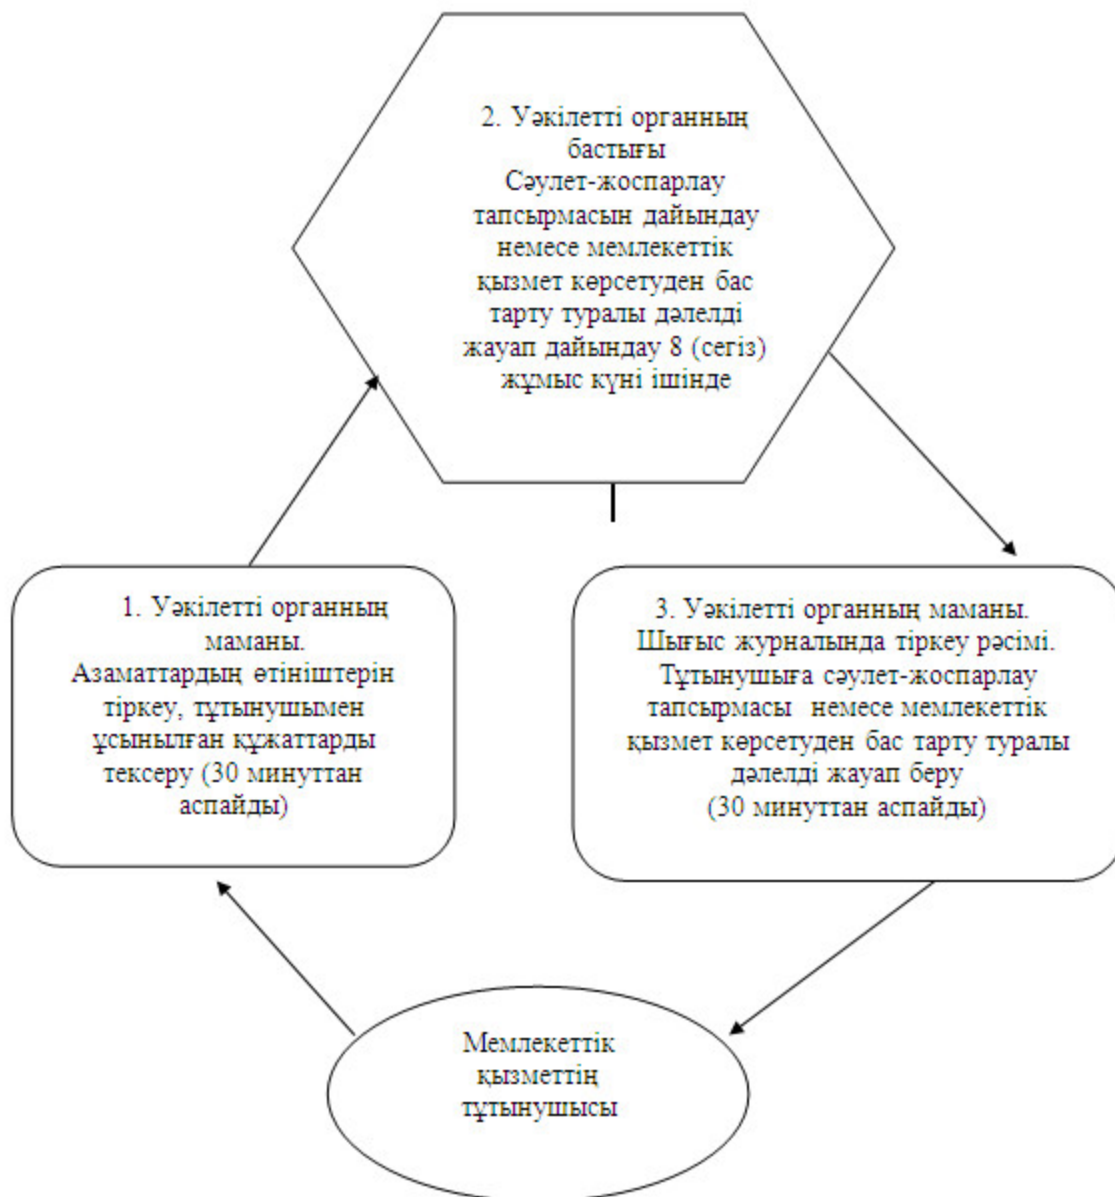 2. Уәкілетті органның
бастығы
Сәулет-жоспарлау
тапсырмасын дайындау
немесе мемлекеттік
қызмет көрсетуден бас
тарту туралы дәлелді
жауап дайындау 8 (сегіз)
жұмыс күні ішінде
1. Уәкілетті органның
маманы.
Азаматтардың өтініштерін
тіркеу, тұтынушымен
ұсынылған құжаттарды
тексеру (30 минуттан
аспайды)
3. Уәкілетті органның маманы.
Шығыс журналында тіркеу рәсімі.
Тұтынушыға сәулет-жоспарлау
тапсырмасы немесе мемлекеттік
қызмет көрсетуден бас тарту туралы
дәлелді жауап беру
(30 минуттан аспайды)
Мемлекеттік
қызметтің
тұтынушысы